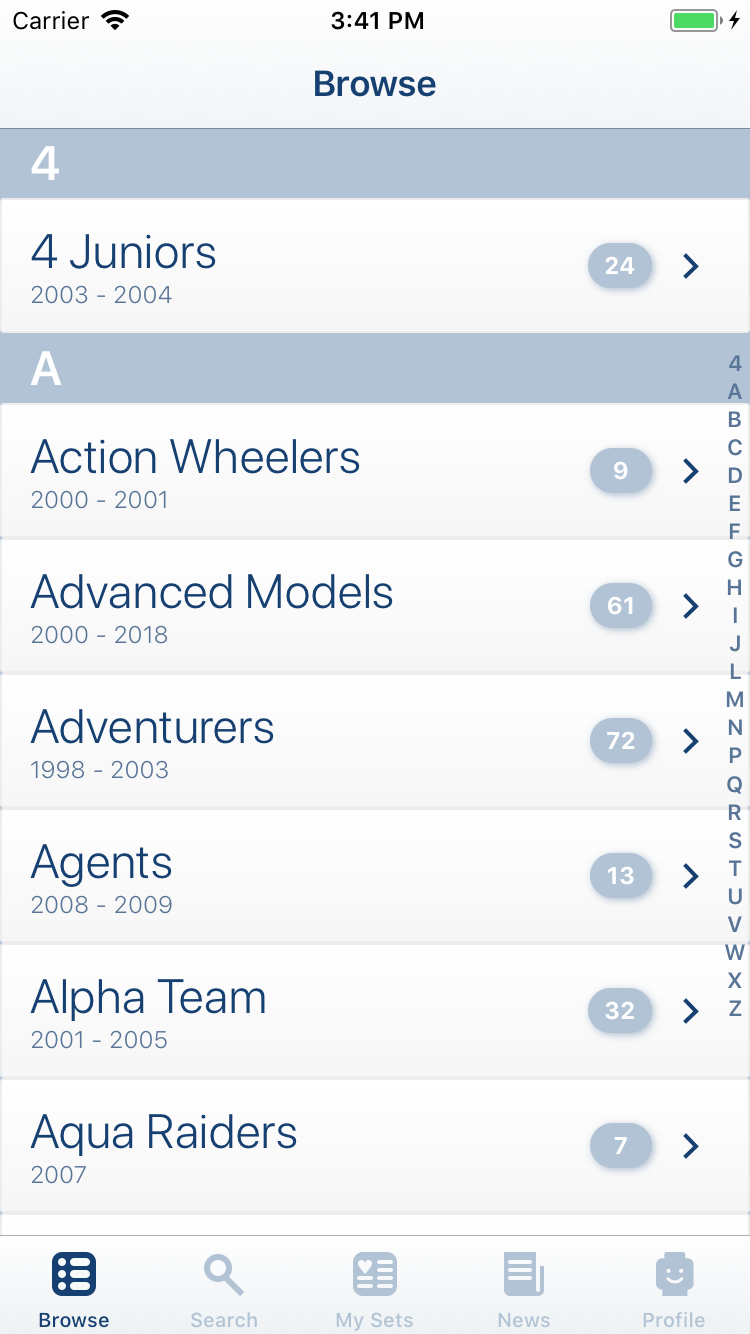 Carrier 3:41 PM
Browse
4
4 Juniors
24
2003 - 2004
A
Action Wheelers
9
2000 - 2001
Advanced Models
61
2000 - 2018
Adventurers
72
1998 - 2003
Agents
13
2008 - 2009
Alpha Team
32
2001 - 2005
Aqua Raiders
7
2007
4
A
B
C
D
E
F
G
H
I
J
L
M
N
P
Q
R
S
T
U
V
W
X
Z
Browse Search My Sets News Profile